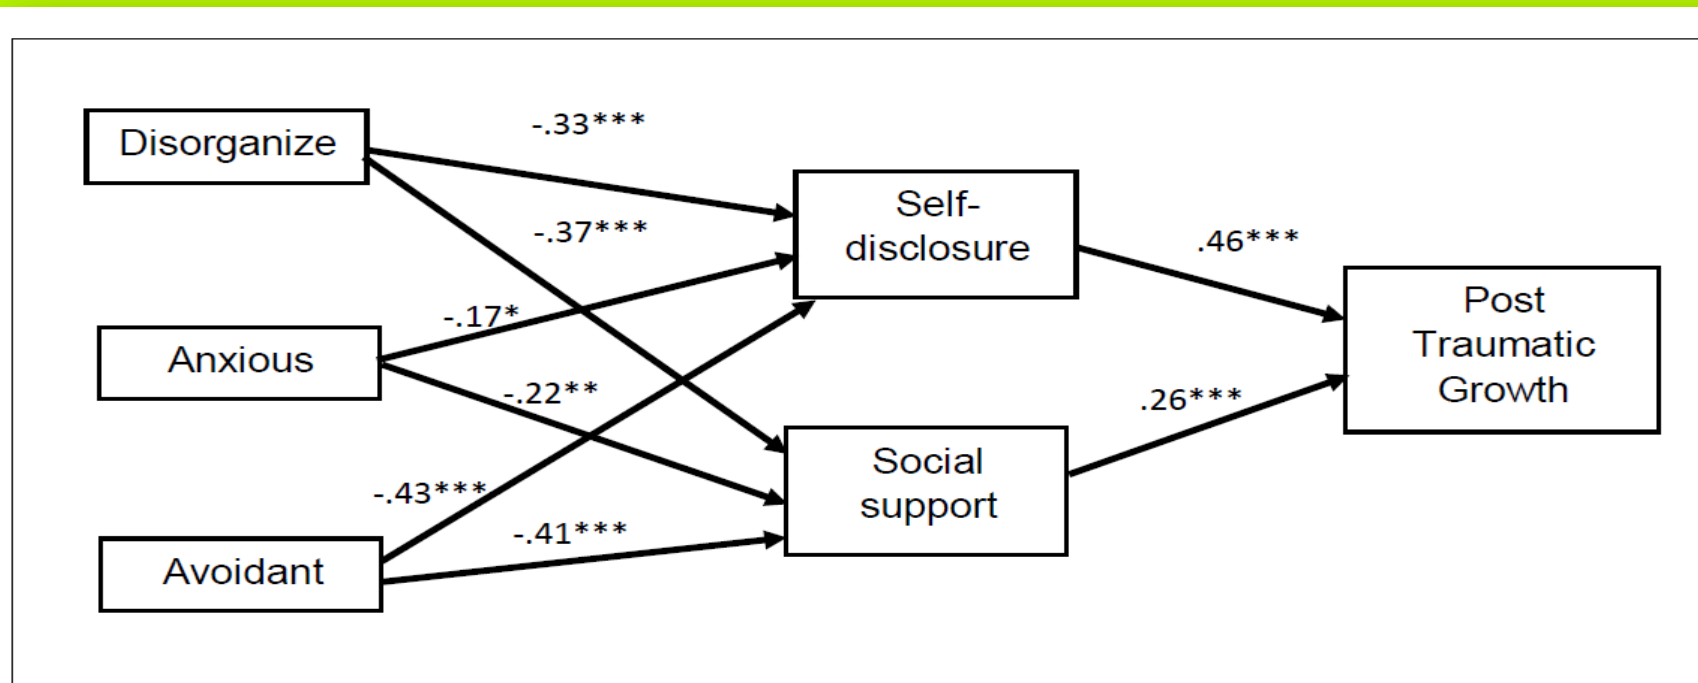 Disorganize
-.33***
Self-
disclosure
-.37***
.46***
Post
Traumatic
Growth
-.17*
Anxious
-.22**
.26***
Social
support
-.43***
-.41***
Avoidant